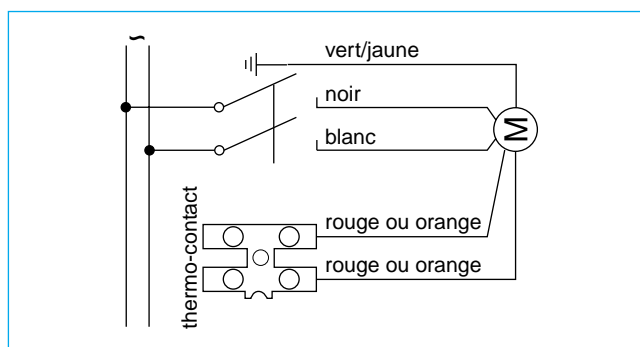 ~
vert/jaune
noir
blanc
M
rouge ou orange
rouge ou orange
thermo-contact